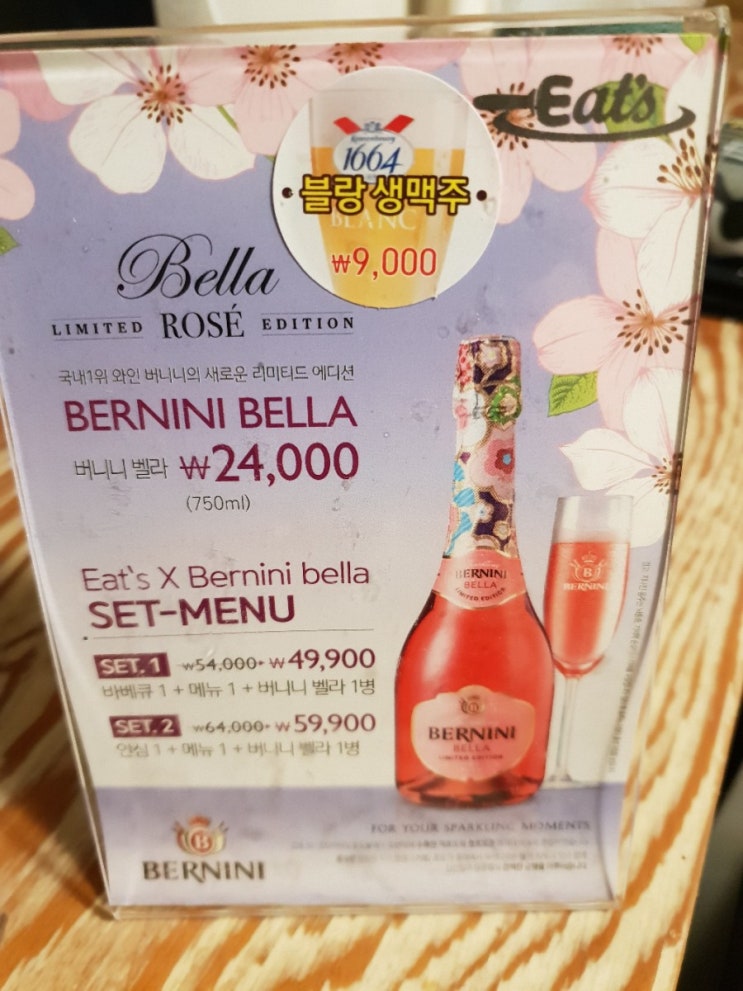 Eat's
1664
블랑 생맥주
BLANC
₩9,000
Bella
LIMITED ROSÉ EDITION
국내1위 와인 버니니의 새로운 리미티드 에디션
BERNINI BELLA
버니니 벨라 ₩24,000
(750ml)
Eat's X Bernini bella
SET-MENU
SET.1 ₩54,000 ₩49,900
바베큐 1 + 메뉴 1 + 버니니 벨라 1병
SET.2 ₩64,000 ₩59,900
안심 1 + 메뉴 1 + 버니니 벨라 1병
BERNINI
BELLA
LIMITED EDITION
B
BERNINI
BERNINI
BELLA
LIMITED EDITION
FOR YOUR SPARKLING MOMENTS
B
BERNINI